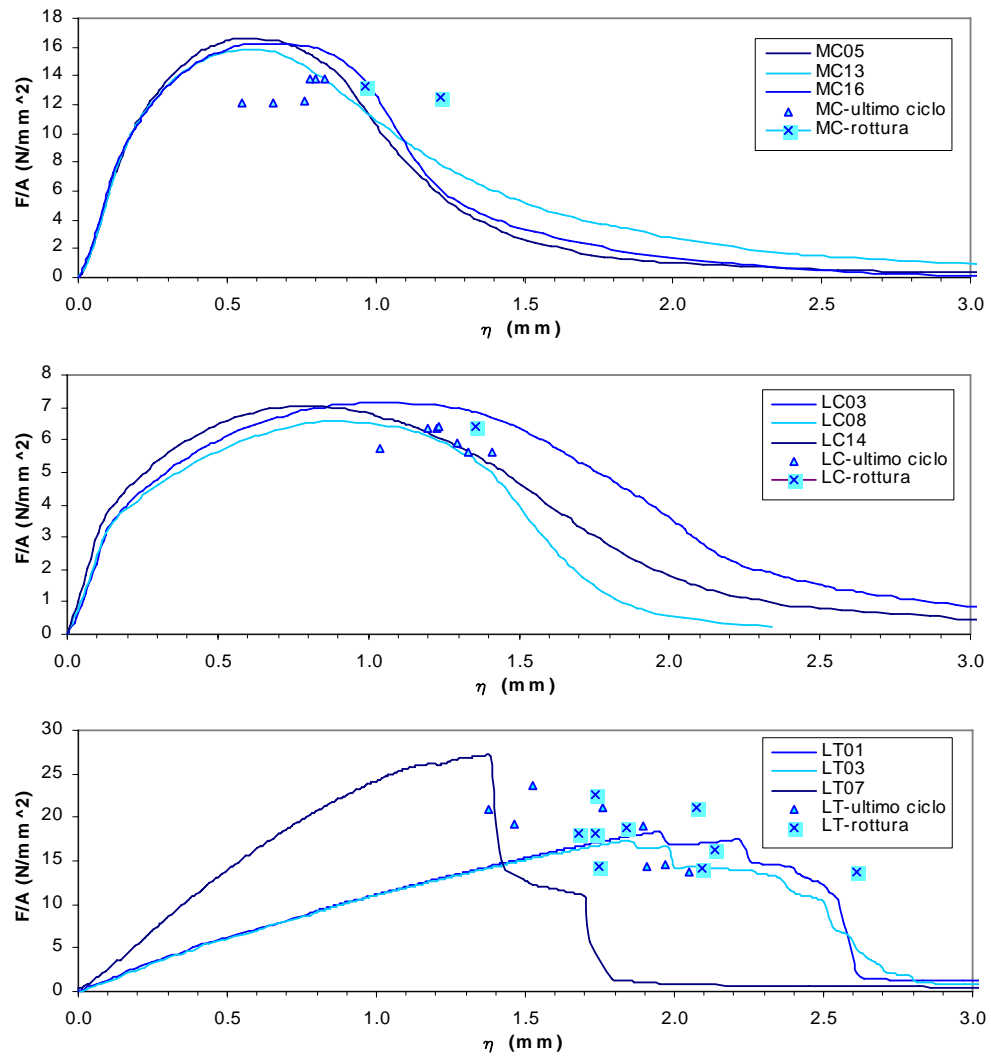 18
16
14
12
10
8
6
4
2
0
F/A (N/mm^2)
MC05
MC13
MC16
MC-ultimo ciclo
MC-rottura
0.0 0.5 1.0 1.5 2.0 2.5 3.0
η (mm)
8
7
6
5
4
3
2
1
0
F/A (N/mm^2)
LC03
LC08
LC14
LC-ultimo ciclo
LC-rottura
0.0 0.5 1.0 1.5 2.0 2.5 3.0
η (mm)
30
25
20
15
10
5
0
F/A (N/mm^2)
LT01
LT03
LT07
LT-ultimo ciclo
LT-rottura
0.0 0.5 1.0 1.5 2.0 2.5 3.0
η (mm)